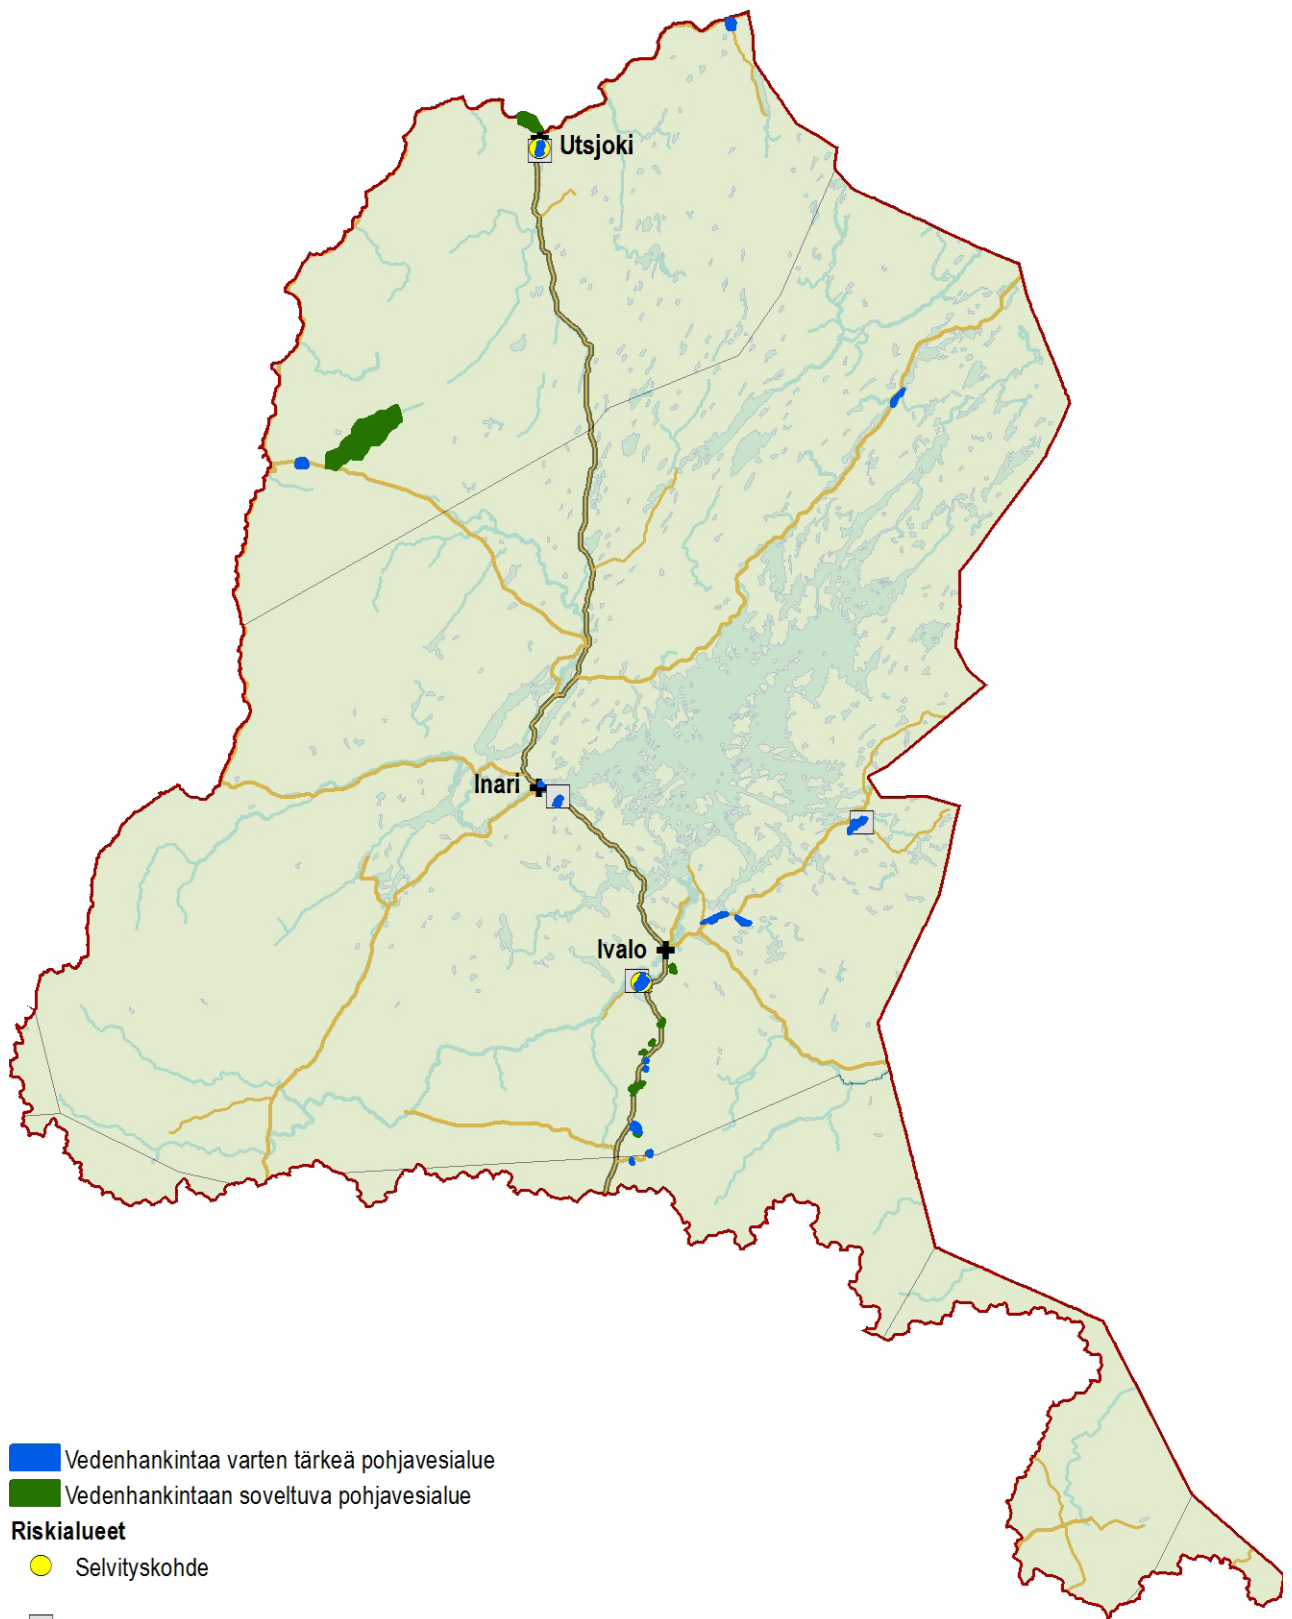 Utsjoki
Inari
Ivalo
Vedenhankintaa varten tärkeä pohjavesialue
Vedenhankintaan soveltuva pohjavesialue
Riskialueet
Selvityskohde